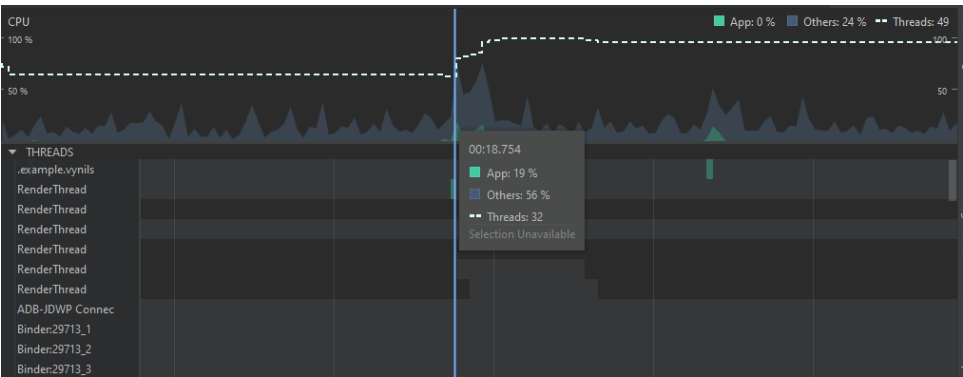 CPU
App: 0 %
Others: 24 %
Threads: 49
100 %
100
50 %
50
THREADS
.example.vynils
RenderThread
RenderThread
RenderThread
RenderThread
RenderThread
RenderThread
ADB-JDWP Connec
Binder:29713_1
Binder:29713_2
Binder:29713_3
00:18.754
App: 19 %
Others: 56 %
Threads: 32
Selection Unavailable